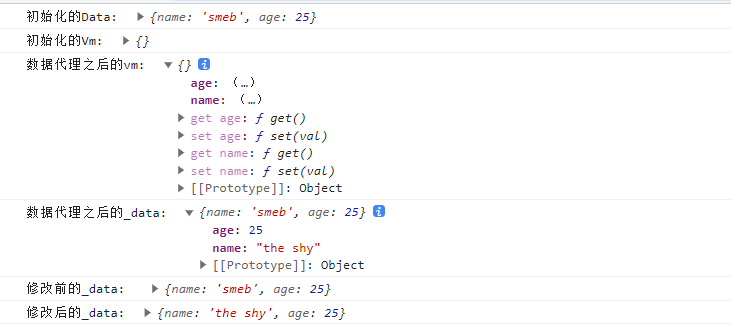 初始化的Data: ▶ {name: 'smeb', age: 25}
初始化的Vm: ▶ {}
数据代理之后的vm: ▼ {} i
age: (…)
name: (…)
▶ get age: ƒ get()
▶ set age: ƒ set(val)
▶ get name: ƒ get()
▶ set name: ƒ set(val)
▶ [[Prototype]]: Object
数据代理之后的_data: ▼ {name: 'smeb', age: 25} i
age: 25
name: "the shy"
▶ [[Prototype]]: Object
修改前的_data: ▶ {name: 'smeb', age: 25}
修改后的_data: ▶ {name: 'the shy', age: 25}